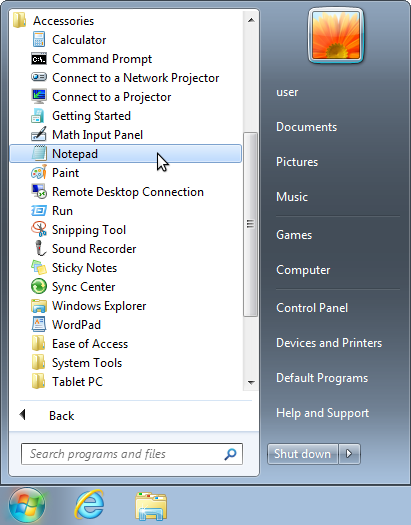 Accessories
Calculator
Command Prompt
Connect to a Network Projector
Connect to a Projector
Getting Started
Math Input Panel
Notepad
Paint
Remote Desktop Connection
Run
Snipping Tool
Sound Recorder
Sticky Notes
Sync Center
Windows Explorer
WordPad
Ease of Access
System Tools
Tablet PC
Back
Search programs and files
user
Documents
Pictures
Music
Games
Computer
Control Panel
Devices and Printers
Default Programs
Help and Support
Shut down